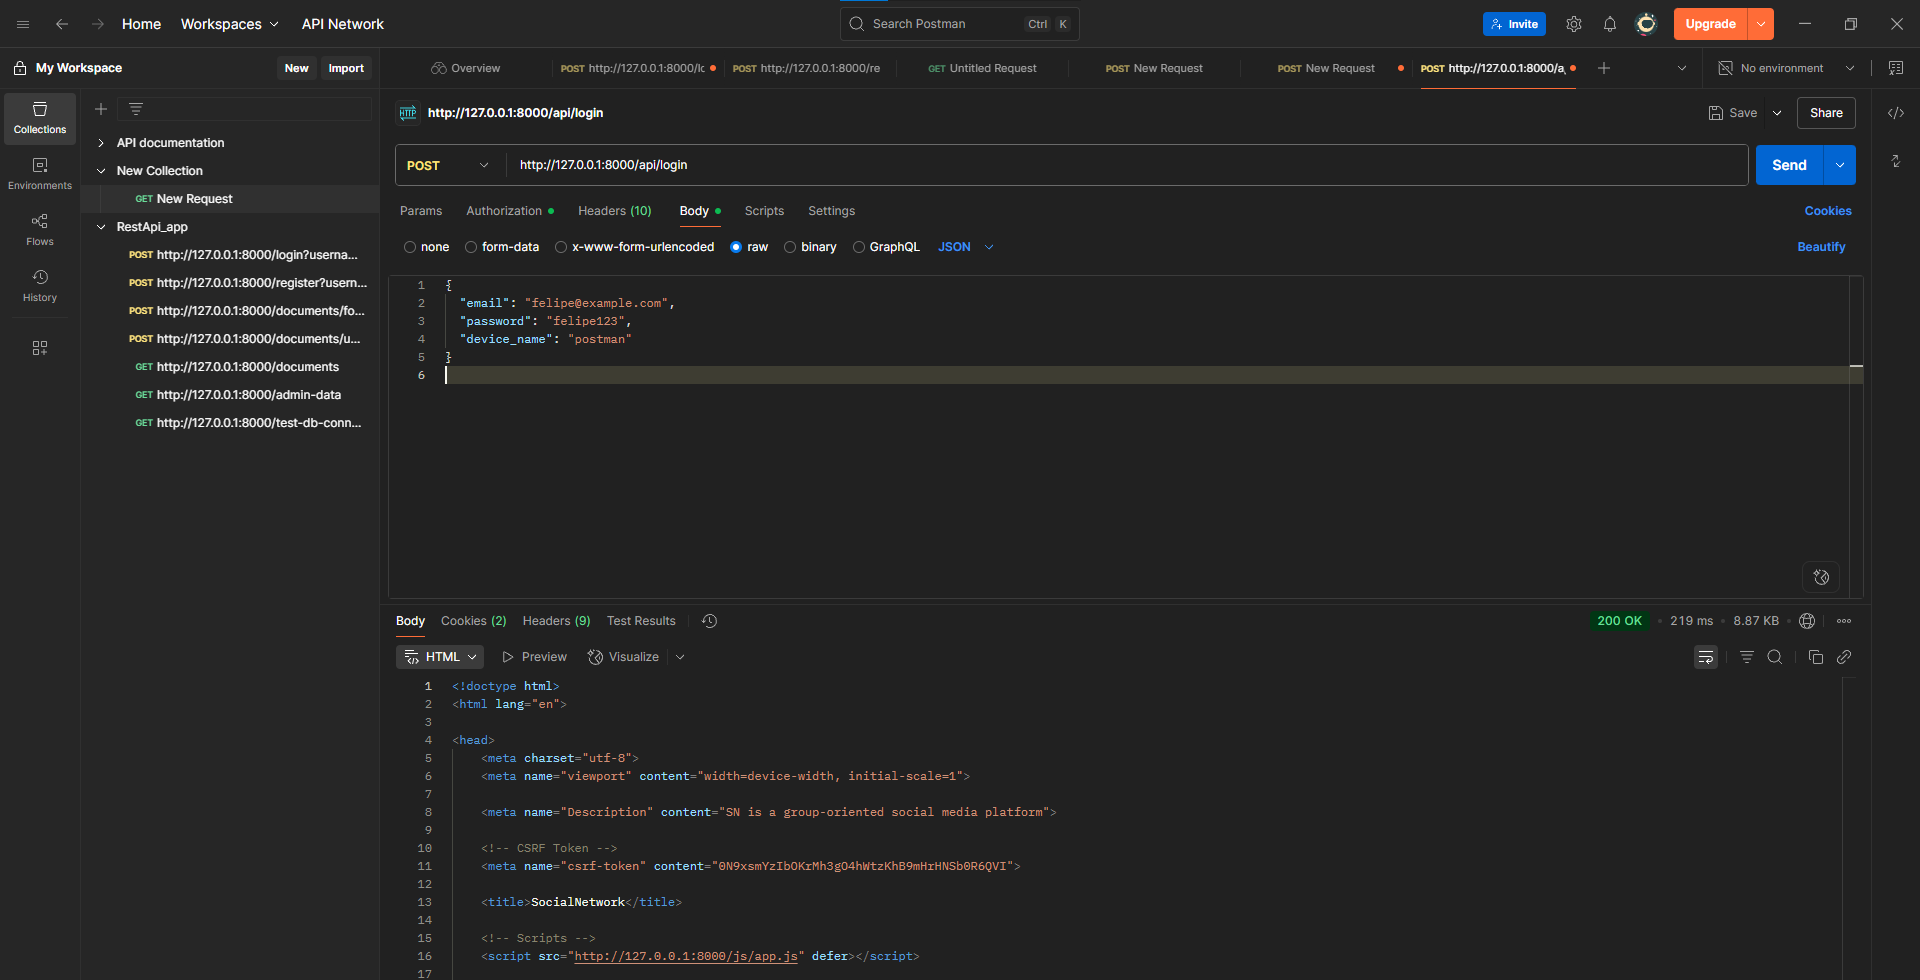 Home Workspaces API Network Search Postman Ctrl K Invite Upgrade
My Workspace New Import Overview POST http://127.0.0.1:8000/lo POST http://127.0.0.1:8000/re GET Untitled Request POST New Request POST New Request POST http://127.0.0.1:8000/a No environment
Collections
Environments
Flows
History
API documentation
New Collection
GET New Request
RestApi_app
POST http://127.0.0.1:8000/login?userna...
POST http://127.0.0.1:8000/register?usern...
POST http://127.0.0.1:8000/documents/fo...
POST http://127.0.0.1:8000/documents/u...
GET http://127.0.0.1:8000/documents
GET http://127.0.0.1:8000/admin-data
GET http://127.0.0.1:8000/test-db-conn...
HTTP http://127.0.0.1:8000/api/login Save Share
POST http://127.0.0.1:8000/api/login Send
Params Authorization Headers (10) Body Scripts Settings Cookies
none form-data x-www-form-urlencoded raw binary GraphQL JSON Beautify
1 {
2 "email": "felipe@example.com",
3 "password": "felipe123",
4 "device_name": "postman"
5 }
6
Body Cookies (2) Headers (9) Test Results 200 OK 219 ms 8.87 KB
HTML Preview Visualize
1 <!doctype html>
2 <html lang="en">
3
4 <head>
5 <meta charset="utf-8">
6 <meta name="viewport" content="width=device-width, initial-scale=1">
7
8 <meta name="Description" content="SN is a group-oriented social media platform">
9
10 <!-- CSRF Token -->
11 <meta name="csrf-token" content="0N9xsmYzIbOKrMh3gO4hWtzKhB9mHrHNSb0R6QVI">
12
13 <title>SocialNetwork</title>
14
15 <!-- Scripts -->
16 <script src="http://127.0.0.1:8000/js/app.js" defer></script>
17